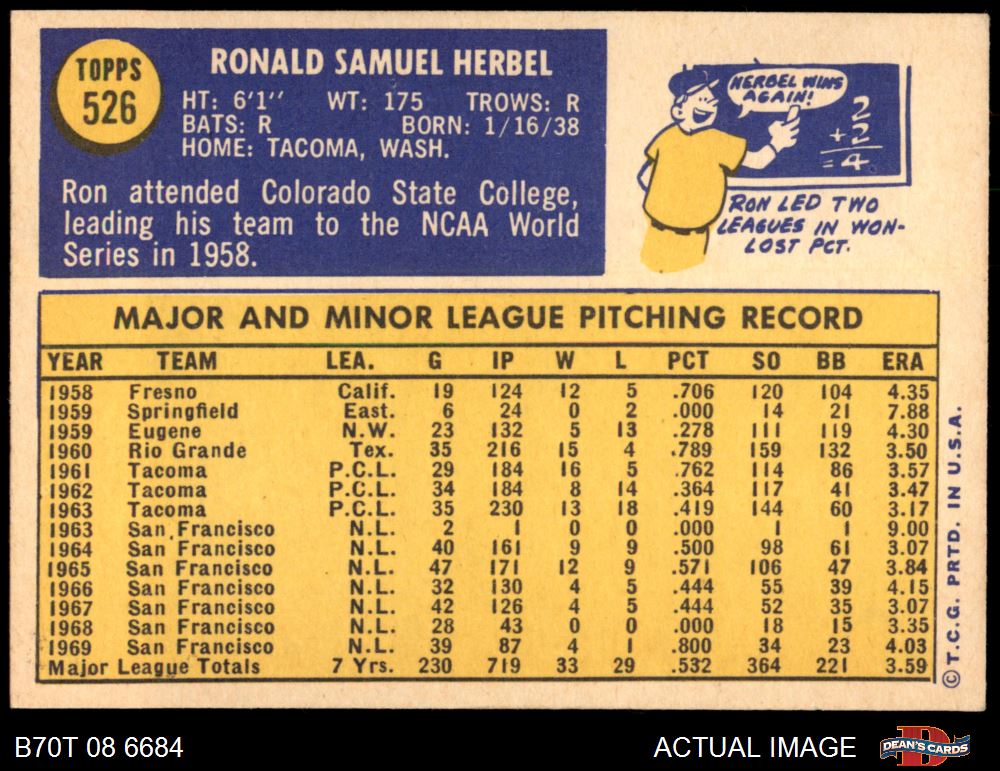 TOPPS
526
RONALD SAMUEL HERBEL
HT: 6'1'' WT: 175 TROWS: R
BATS: R BORN: 1/16/38
HOME: TACOMA, WASH.
Ron attended Colorado State College,
leading his team to the NCAA World
Series in 1958.
HERBEL WINS
AGAIN!
2
+2
=4
RON LED TWO
LEAGUES IN WON-
LOST PCT.
MAJOR AND MINOR LEAGUE PITCHING RECORD
YEAR TEAM LEA. G IP W L PCT SO BB ERA
1958 Fresno Calif. 19 124 12 5 .706 120 104 4.35
1959 Springfield East. 6 24 0 2 .000 14 21 7.88
1959 Eugene N.W. 23 132 5 13 .278 111 119 4.30
1960 Rio Grande Tex. 35 216 15 4 .789 159 132 3.50
1961 Tacoma P.C.L. 29 184 16 5 .762 114 86 3.57
1962 Tacoma P.C.L. 34 184 8 14 .364 117 41 3.47
1963 Tacoma P.C.L. 35 230 13 18 .419 144 60 3.17
1963 San Francisco N.L. 2 1 0 0 .000 1 1 9.00
1964 San Francisco N.L. 40 161 9 9 .500 98 61 3.07
1965 San Francisco N.L. 47 171 12 9 .571 106 47 3.84
1966 San Francisco N.L. 32 130 4 5 .444 55 39 4.15
1967 San Francisco N.L. 42 126 4 5 .444 52 35 3.07
1968 San Francisco N.L. 28 43 0 0 .000 18 15 3.35
1969 San Francisco N.L. 39 87 4 1 .800 34 23 4.03
Major League Totals 7 Yrs. 230 719 33 29 .532 364 221 3.59
© T.C.G. PRTD. IN U.S.A.
B70T 08 6684
ACTUAL IMAGE
DEAN'S CARDS